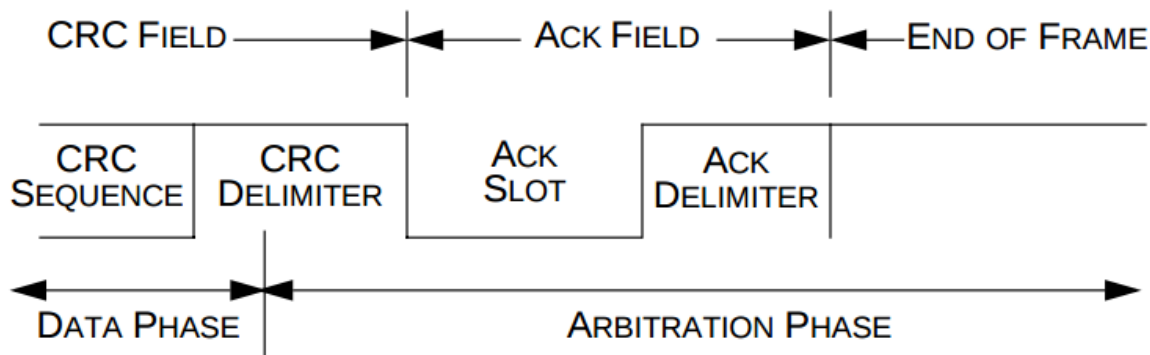 CRC FIELD ACK FIELD END OF FRAME
CRC SEQUENCE
CRC DELIMITER
ACK SLOT
ACK DELIMITER
DATA PHASE ARBITRATION PHASE